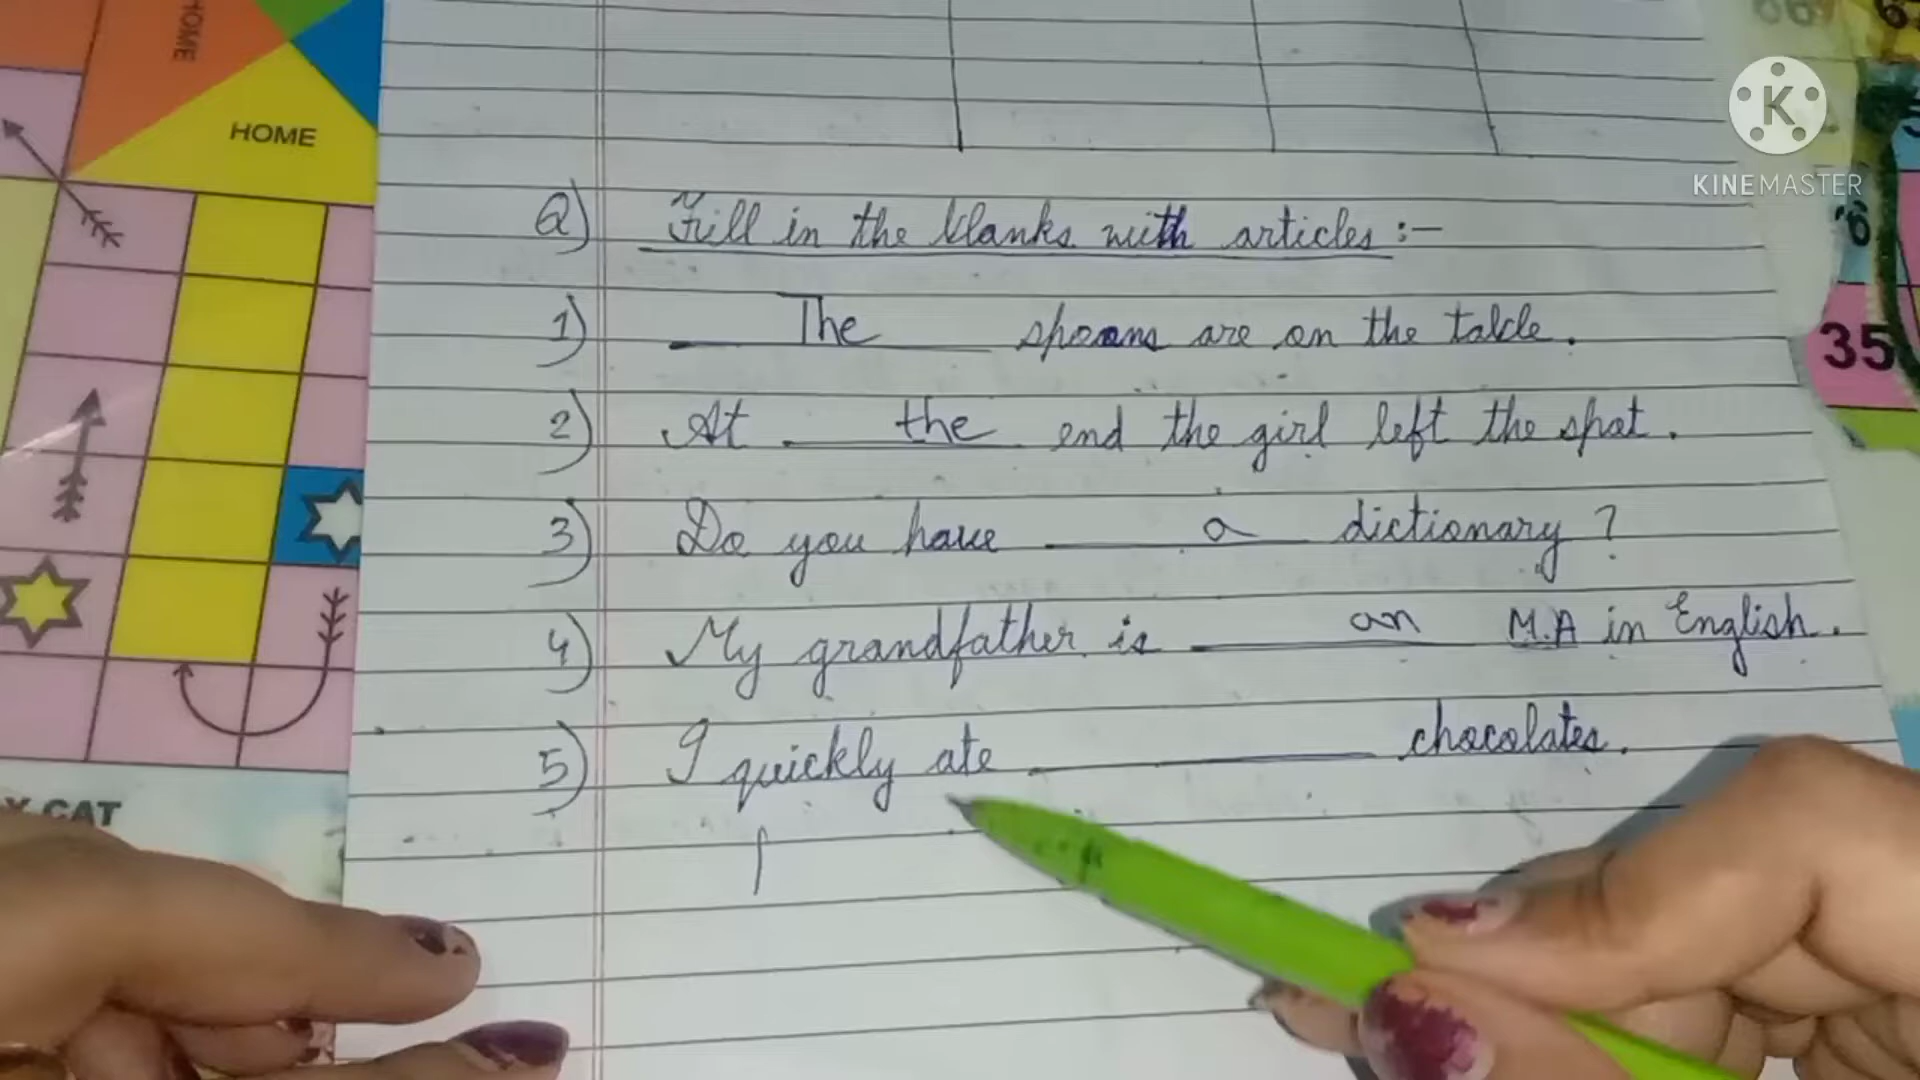 HOME
HOME
66
K
KINEMASTER
Q) Fill in the blanks with articles :-
1) The spoons are on the table.
2) At the end the girl left the spot.
3) Do you have a dictionary ?
4) My grandfather is an M.A in English.
5) I quickly ate ______ chocolates.
35
CAT